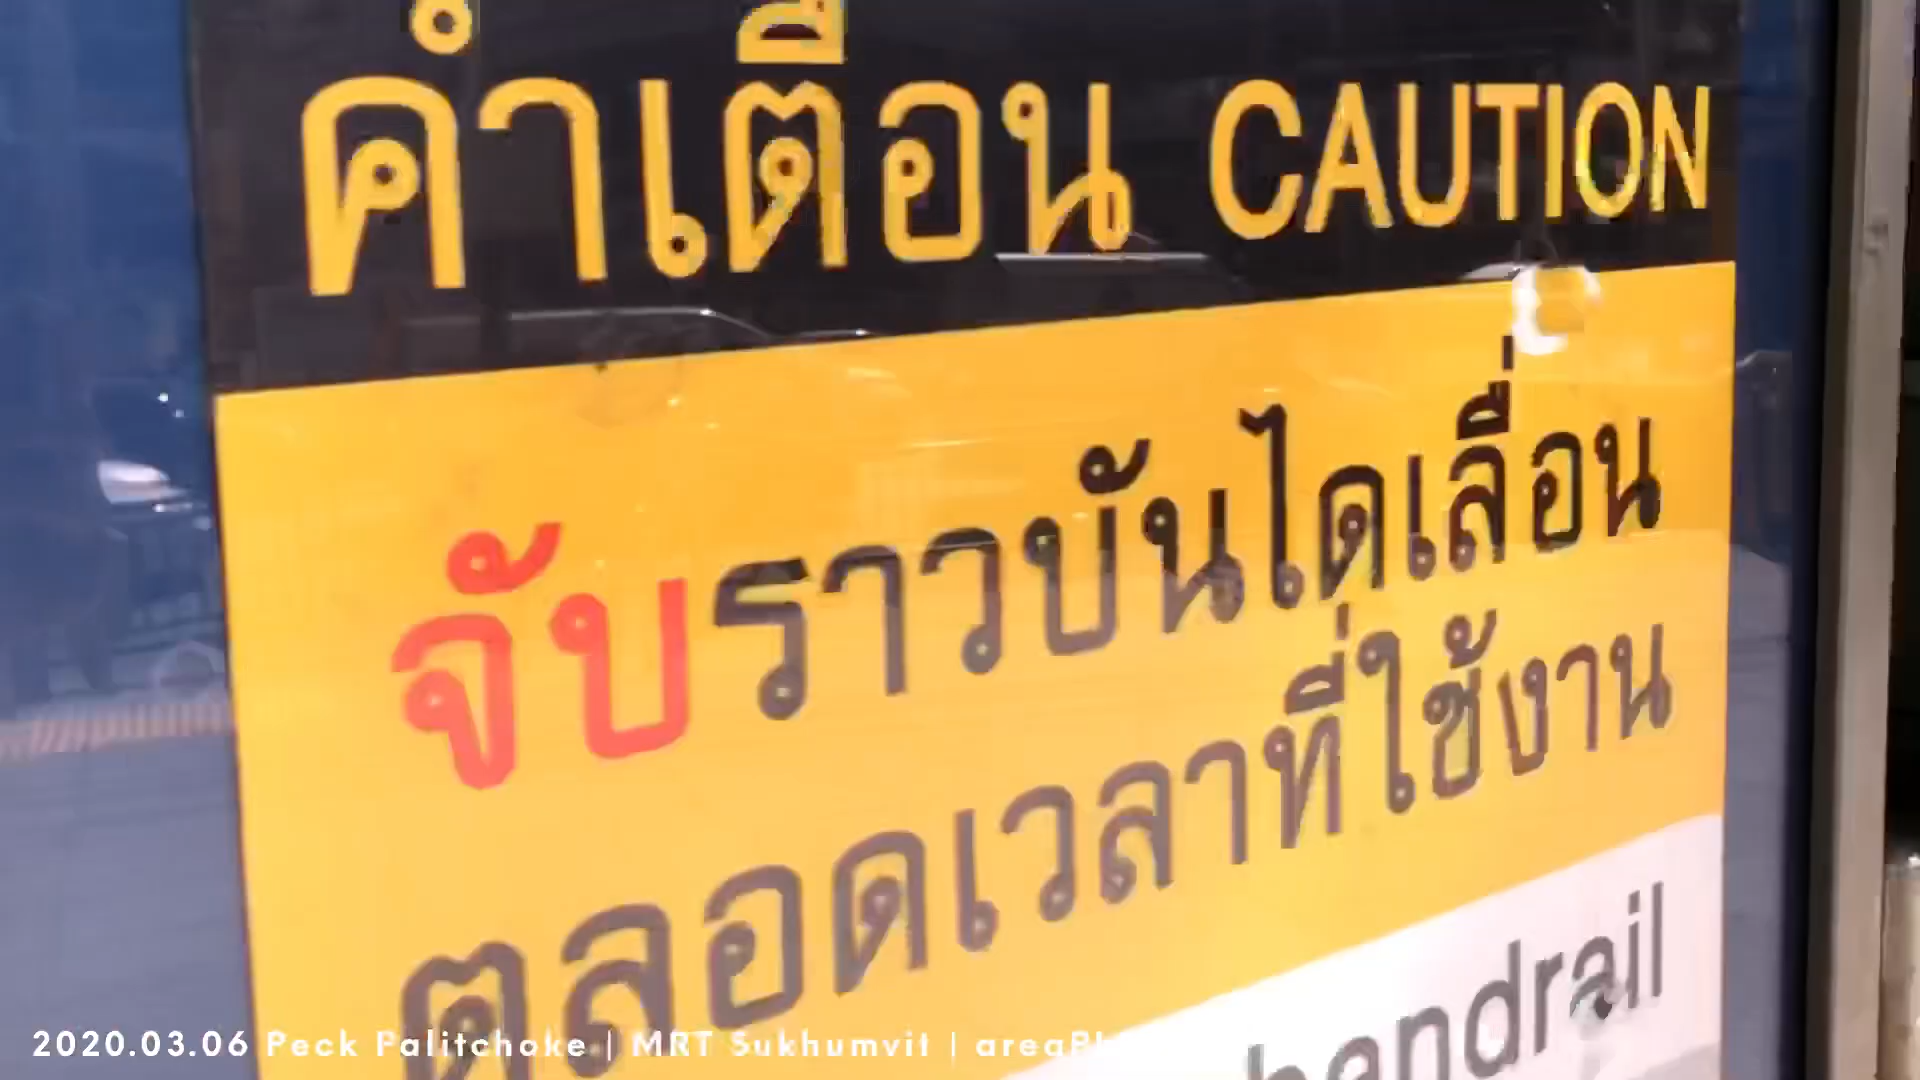 คำเตือน CAUTION
จับราวบันไดเลื่อน
ตลอดเวลาที่ใช้งาน
handrail
2020.03.06 Peck Palitchoke | MRT Sukhumvit |